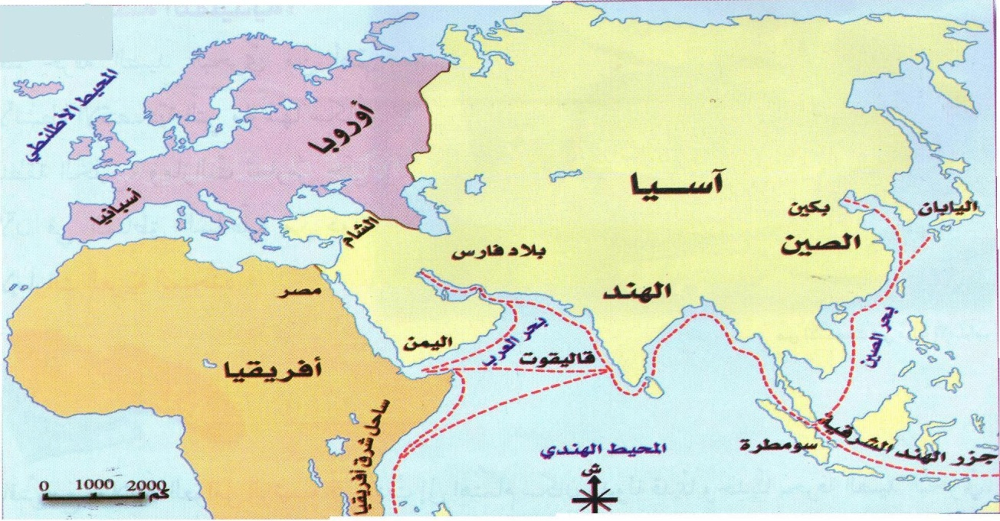 المحيط الأطلنطي
أوروبا
أسبانيا
آسيا
بكين
اليابان
الصين
الشام
بلاد فارس
الهند
مصر
بحر العرب
بحر الصين
اليمن
قاليقوت
أفريقيا
ساحل شرق أفريقيا
جزر الهند الشرقية
سومطرة
المحيط الهندي
ش
0 1000 2000
كم